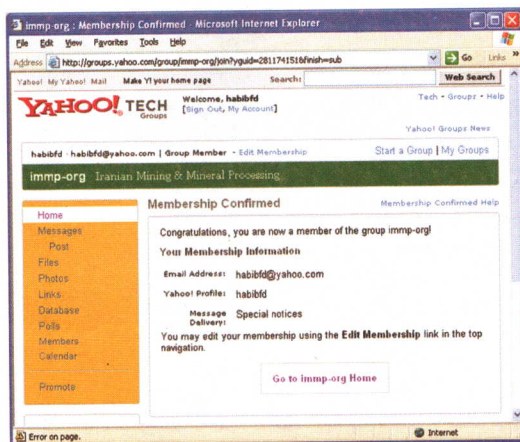 immp-org : Membership Confirmed - Microsoft Internet Explorer
File Edit View Favorites Tools Help
Address http://groups.yahoo.com/group/immp-org/join?yguid=281174151&finish=sub Go Links »
Yahoo! My Yahoo! Mail Make Y! your home page Search: Web Search
YAHOO! TECH Groups
Welcome, habibfd
[Sign Out, My Account]
Tech - Groups - Help
Yahoo! Groups News
habibfd · habibfd@yahoo.com | Group Member - Edit Membership Start a Group | My Groups
immp-org Iranian Mining & Mineral Processing
Home
Messages
Post
Files
Photos
Links
Database
Polls
Members
Calendar
Promote
Membership Confirmed Membership Confirmed Help
Congratulations, you are now a member of the group immp-org!
Your Membership Information
Email Address: habibfd@yahoo.com
Yahoo! Profile: habibfd
Message Delivery: Special notices
You may edit your membership using the Edit Membership link in the top
navigation.
Go to immp-org Home
Error on page. Internet